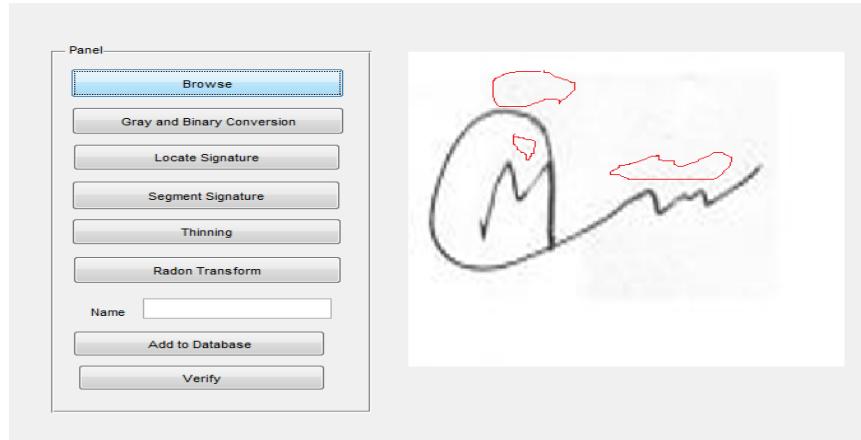 Panel
Browse
Gray and Binary Conversion
Locate Signature
Segment Signature
Thinning
Radon Transform
Name
Add to Database
Verify